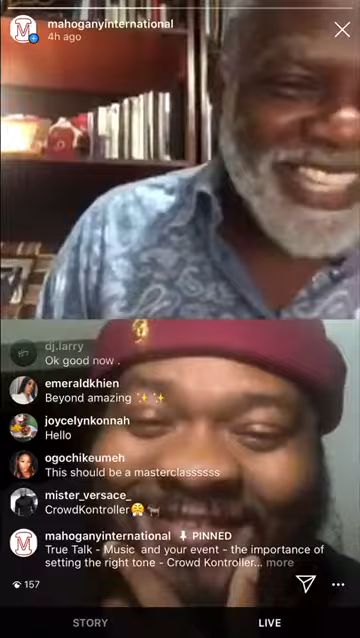 mahoganyinternational
4h ago
dj.larry
Ok good now .
emeraldkhien
Beyond amazing ✨ ✨
joycelynkonnah
Hello
ogochikeumeh
This should be a masterclasssssss
mister_versace_
CrowdKontroller😤🐐
mahoganyinternational 📌 PINNED
True Talk - Music and your event - the importance of
setting the right tone - Crowd Kontroller... more
157
STORY LIVE